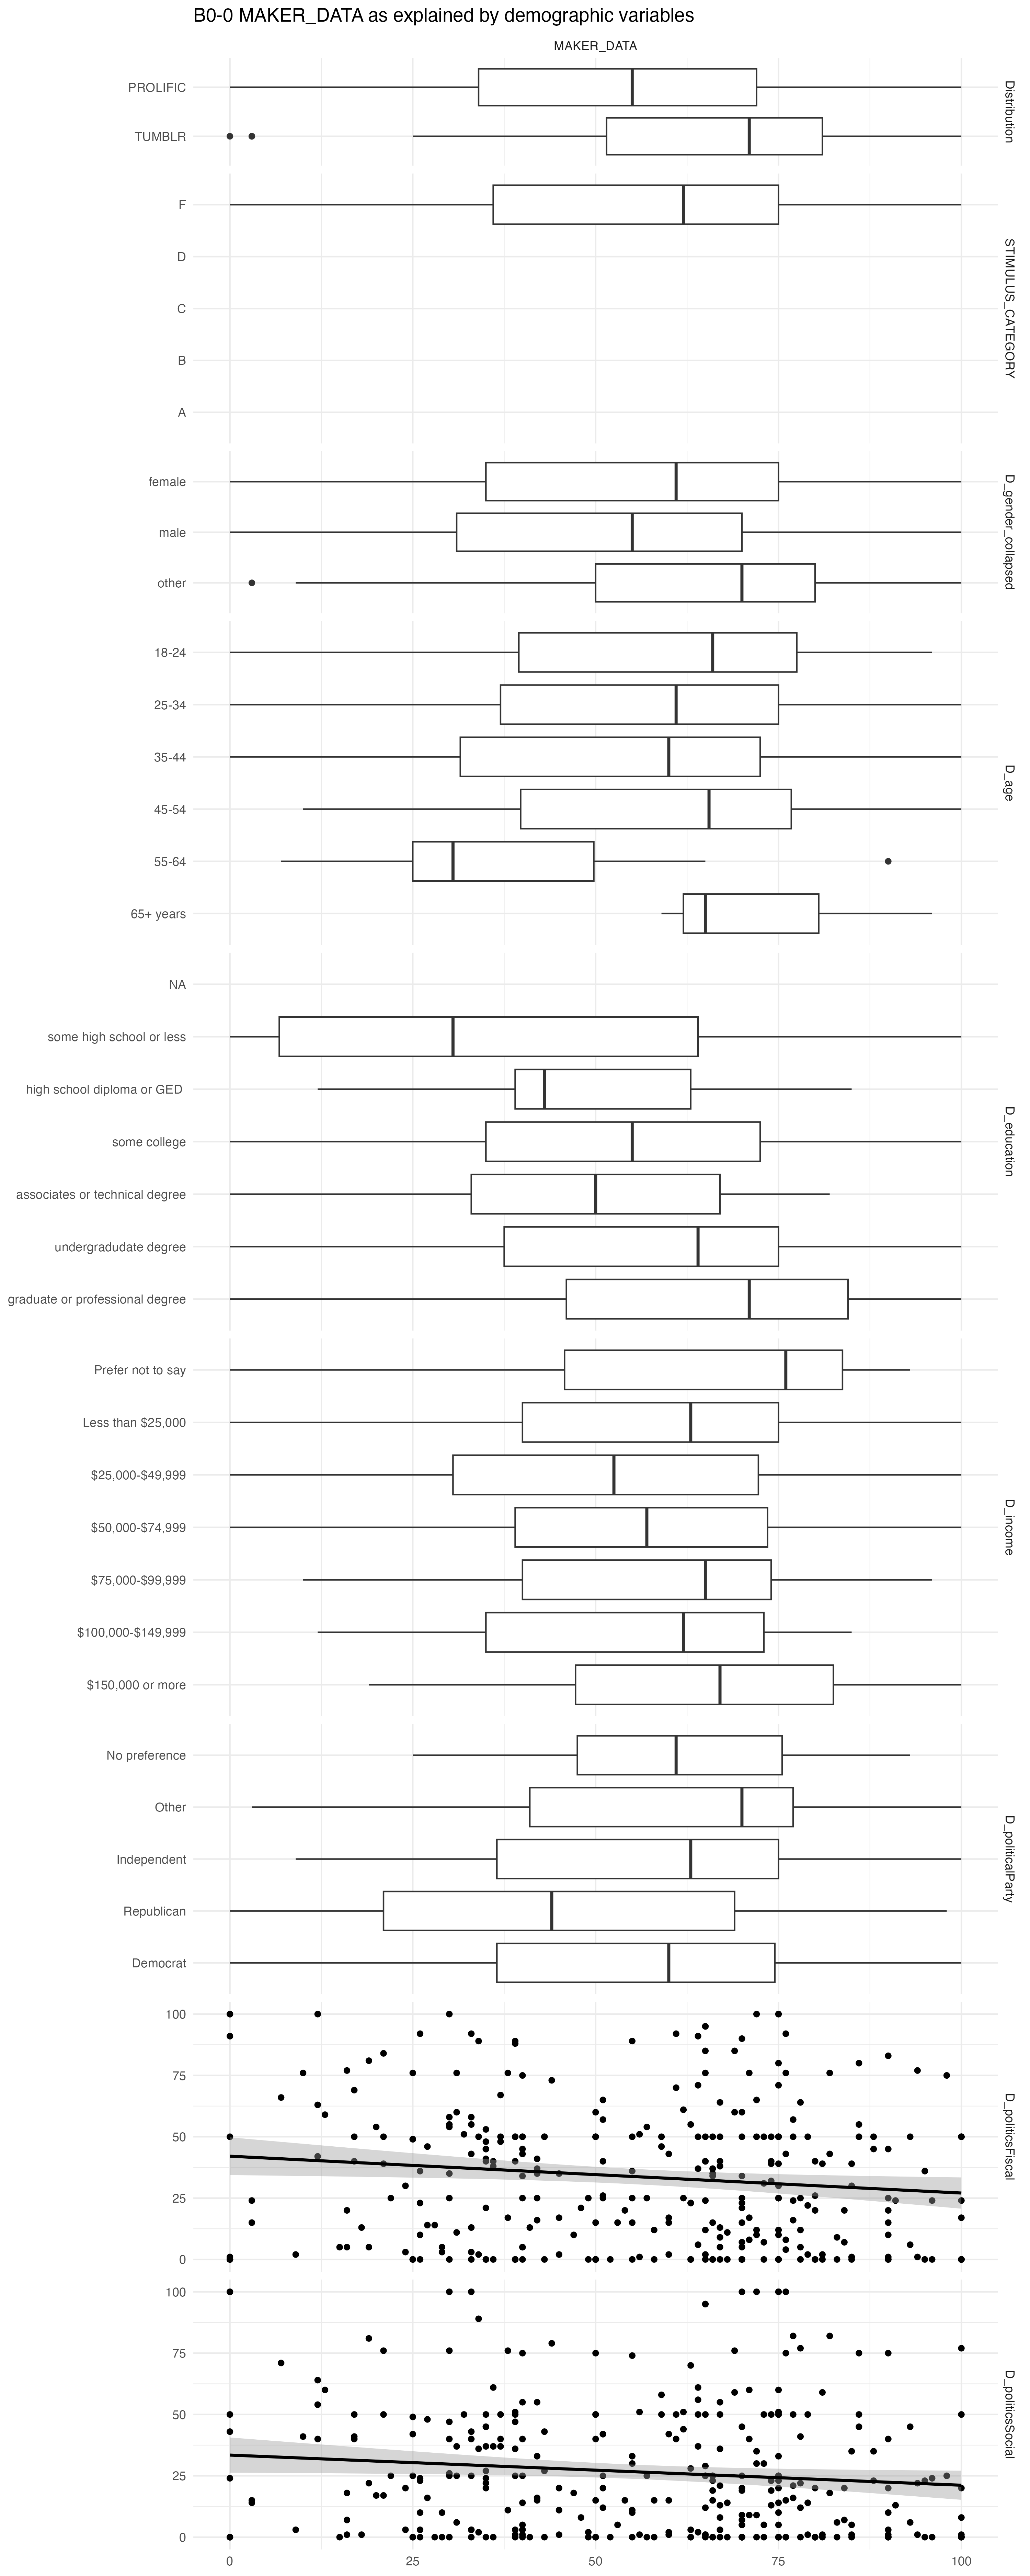 B0-0 MAKER_DATA as explained by demographic variables
MAKER_DATA
PROLIFIC
TUMBLR
Distribution
F
D
C
B
A
STIMULUS_CATEGORY
female
male
other
D_gender_collapsed
18-24
25-34
35-44
45-54
55-64
65+ years
D_age
NA
some high school or less
high school diploma or GED
some college
associates or technical degree
undergradudate degree
graduate or professional degree
D_education
Prefer not to say
Less than $25,000
$25,000-$49,999
$50,000-$74,999
$75,000-$99,999
$100,000-$149,999
$150,000 or more
D_income
No preference
Other
Independent
Republican
Democrat
D_politicalParty
100
75
50
25
0
D_politicsFiscal
100
75
50
25
0
D_politicsSocial
0 25 50 75 100